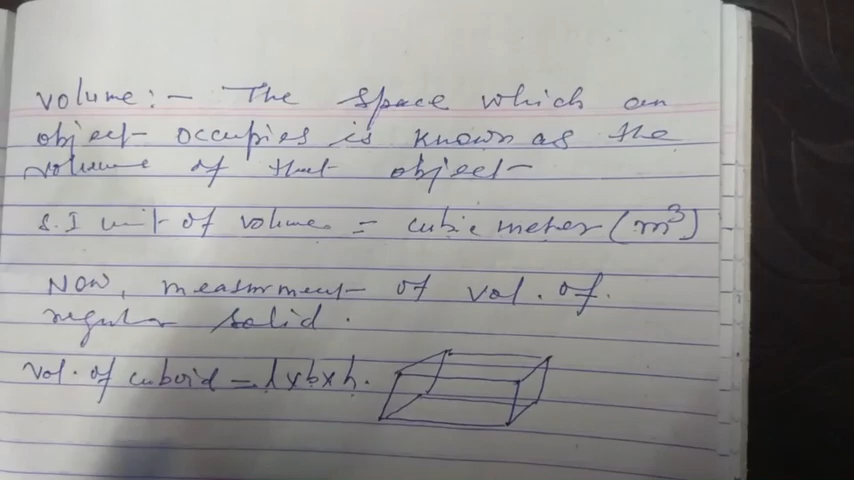 volume:- The space which an
object occupies is known as the
volume of that object
S.I unit of volume = cubic meter (m³)
NOW, measurment of vol. of.
regular solid.
vol. of cuboid = l x b x h.